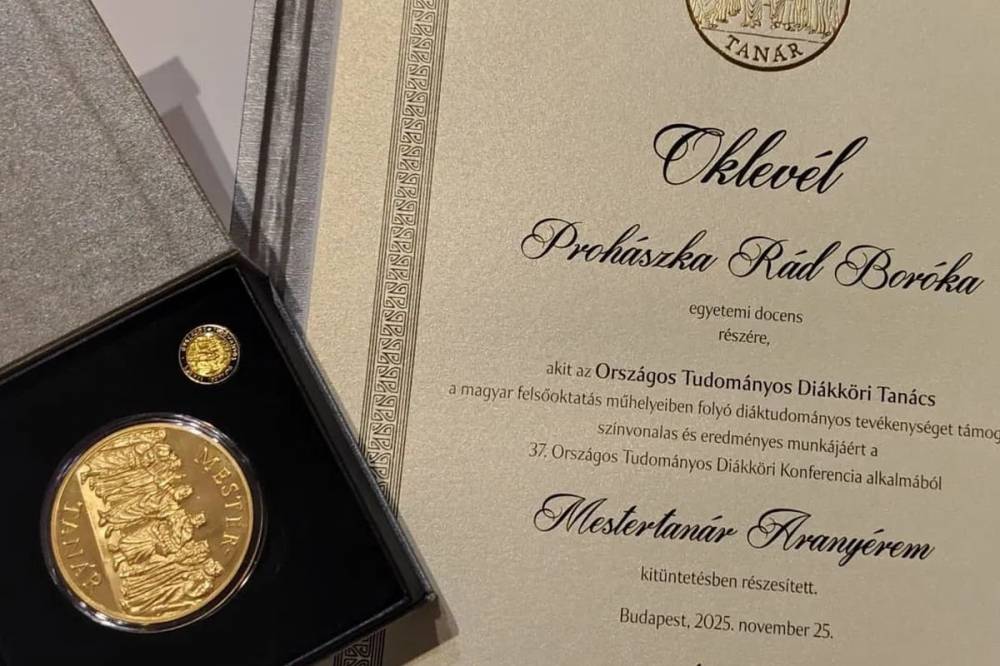 TANÁR
Oklevél
Prohászka Rád Boróka
egyetemi docens
részére,
akit az Országos Tudományos Diákköri Tanács
a magyar felsőoktatás műhelyeiben folyó diáktudományos tevékenységet támog
színvonalas és eredményes munkájáért a
37. Országos Tudományos Diákköri Konferencia alkalmából
Mestertanár Aranyérem
kitüntetésben részesített.
Budapest, 2025. november 25.
MESTER
TANÁR